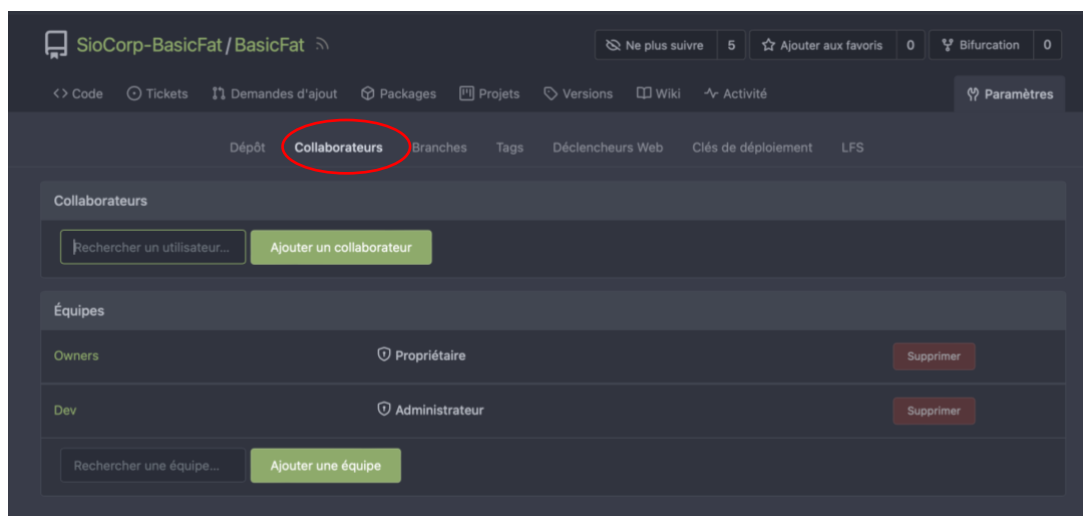 SioCorp-BasicFat / BasicFat
Ne plus suivre 5 Ajouter aux favoris 0 Bifurcation 0
<> Code Tickets Demandes d'ajout Packages Projets Versions Wiki Activité Paramètres
Dépôt Collaborateurs Branches Tags Déclencheurs Web Clés de déploiement LFS
Collaborateurs
Rechercher un utilisateur... Ajouter un collaborateur
Équipes
Owners Propriétaire Supprimer
Dev Administrateur Supprimer
Rechercher une équipe... Ajouter une équipe